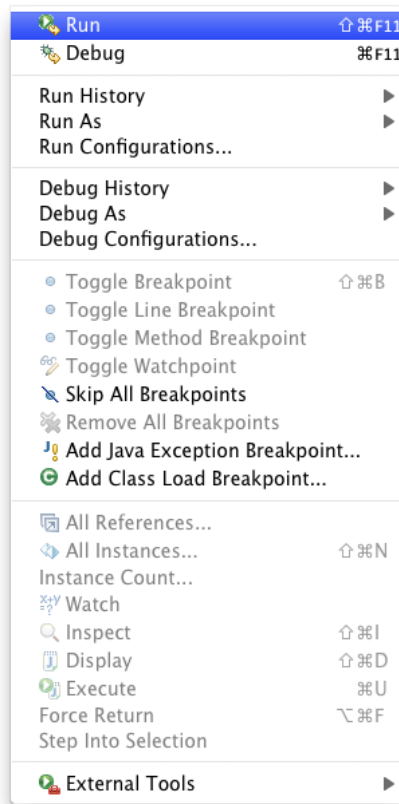 Run ⇧⌘F11
Debug ⌘F11
Run History
Run As
Run Configurations...
Debug History
Debug As
Debug Configurations...
Toggle Breakpoint ⇧⌘B
Toggle Line Breakpoint
Toggle Method Breakpoint
Toggle Watchpoint
Skip All Breakpoints
Remove All Breakpoints
Add Java Exception Breakpoint...
Add Class Load Breakpoint...
All References...
All Instances... ⇧⌘N
Instance Count...
Watch
Inspect ⇧⌘I
Display ⇧⌘D
Execute ⌘U
Force Return ⌥⌘F
Step Into Selection
External Tools